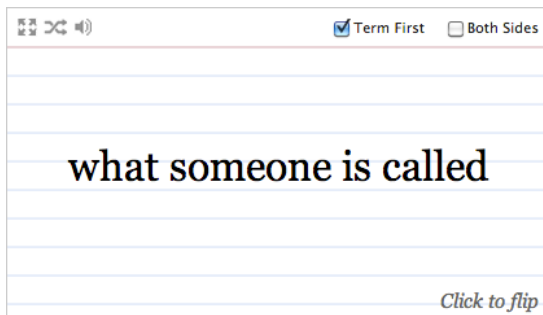 Term First Both Sides
what someone is called
Click to flip